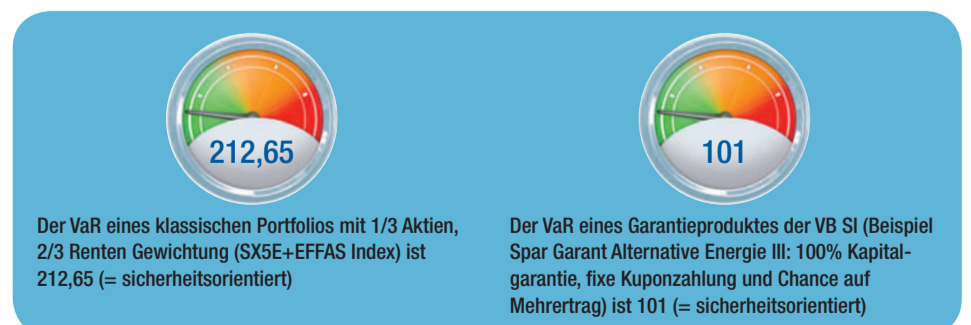 212,65
Der VaR eines klassischen Portfolios mit 1/3 Aktien,
2/3 Renten Gewichtung (SX5E+EFFAS Index) ist
212,65 (= sicherheitsorientiert)
101
Der VaR eines Garantieproduktes der VB SI (Beispiel
Spar Garant Alternative Energie III: 100% Kapital-
garantie, fixe Kuponzahlung und Chance auf
Mehrertrag) ist 101 (= sicherheitsorientiert)